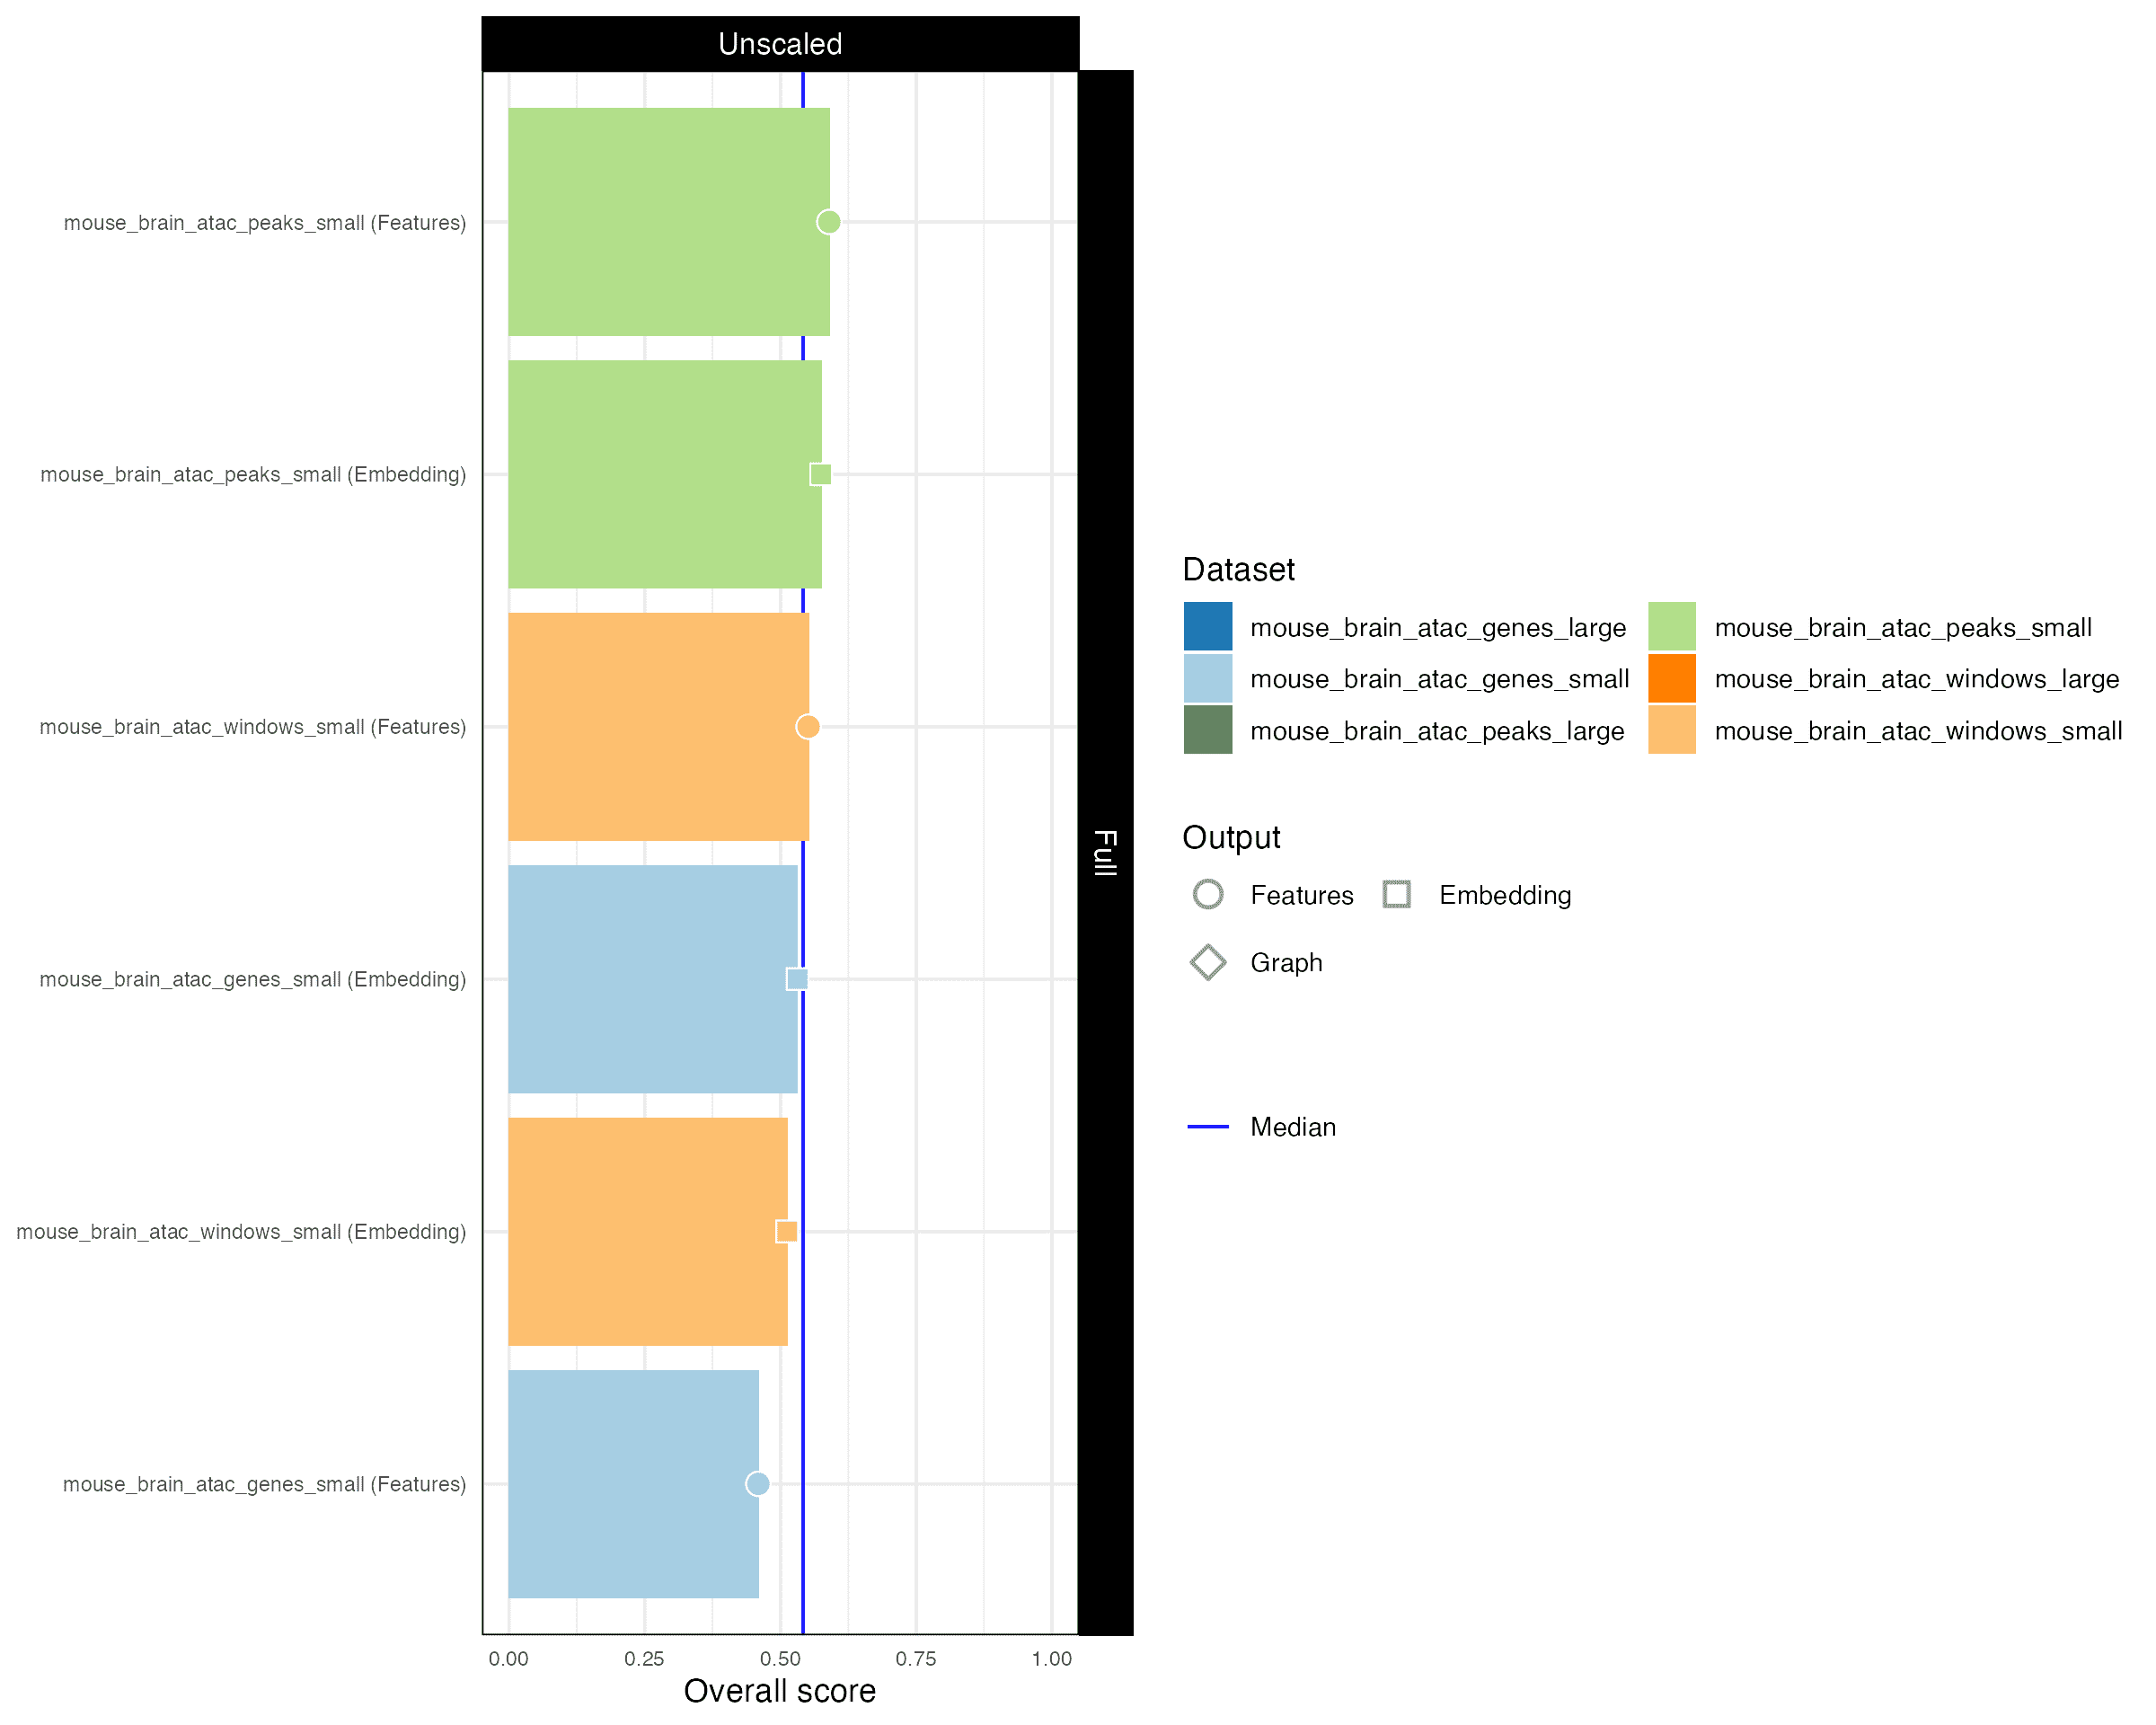 Unscaled
mouse_brain_atac_peaks_small (Features)
mouse_brain_atac_peaks_small (Embedding)
mouse_brain_atac_windows_small (Features)
mouse_brain_atac_genes_small (Embedding)
mouse_brain_atac_windows_small (Embedding)
mouse_brain_atac_genes_small (Features)
0.00 0.25 0.50 0.75 1.00
Overall score
Full
Dataset
mouse_brain_atac_genes_large
mouse_brain_atac_genes_small
mouse_brain_atac_peaks_large
mouse_brain_atac_peaks_small
mouse_brain_atac_windows_large
mouse_brain_atac_windows_small
Output
Features
Embedding
Graph
Median